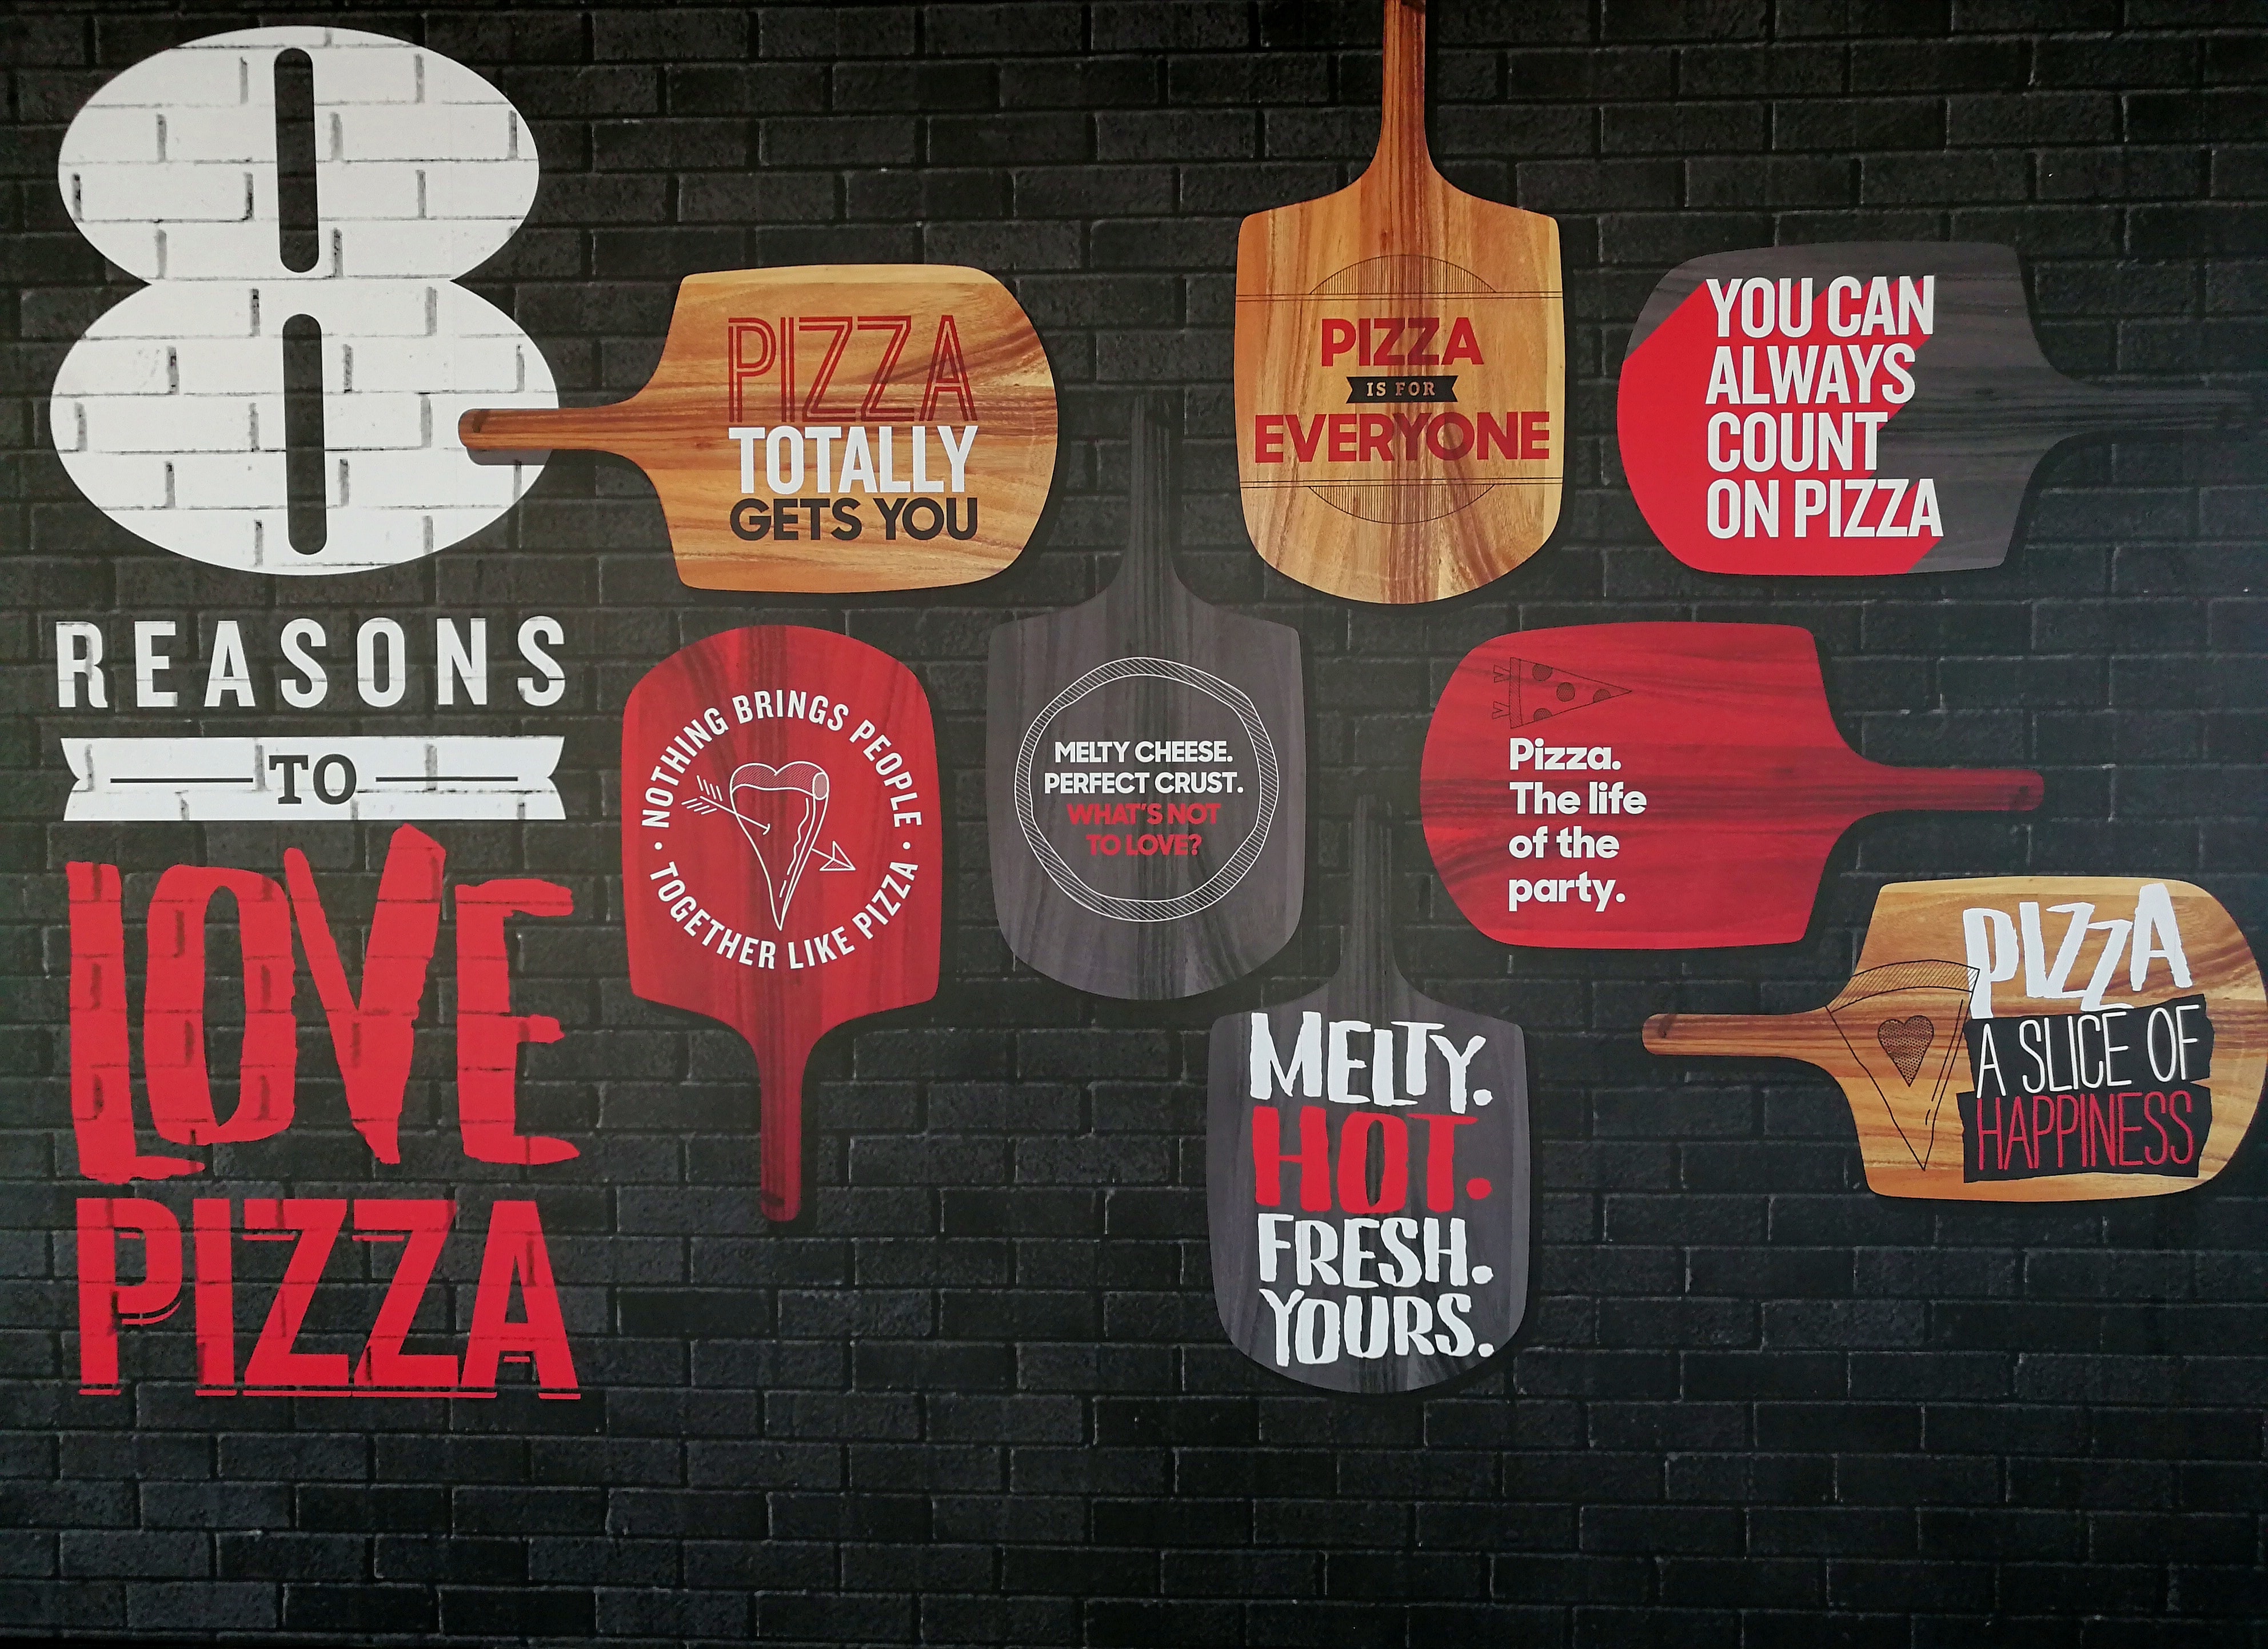 8
REASONS
TO
LOVE
PIZZA
PIZZA
TOTALLY
GETS YOU
PIZZA
IS FOR
EVERYONE
YOU CAN
ALWAYS
COUNT
ON PIZZA
NOTHING BRINGS PEOPLE
TOGETHER LIKE PIZZA
MELTY CHEESE.
PERFECT CRUST.
WHAT'S NOT
TO LOVE?
Pizza.
The life
of the
party.
MELTY.
HOT.
FRESH.
YOURS.
PIZZA
A SLICE OF
HAPPINESS